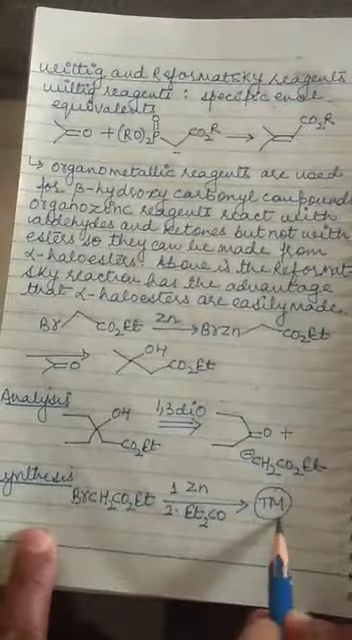 Wittig and Reformatsky reagents
Wittig reagents : specific enol
equivalents
=O + (RO)₂P=O CO₂R → CO₂R
↳ organometallic reagents are used
for β-hydroxy carbonyl compounds
organozinc reagents react with
aldehydes and ketones but not with
esters so they can be made from
α-haloesters. Above is the Reformat
sky reaction has the advantage
that α-haloesters are easily made.
Br CO₂Et Zn → BrZn CO₂Et
→ =O OH CO₂Et
Analysis
OH CO₂Et 1,3 diO ⇒ =O +
⊖CH₂CO₂Et
Synthesis
BrCH₂CO₂Et 1 Zn 2. Et₂CO → TM